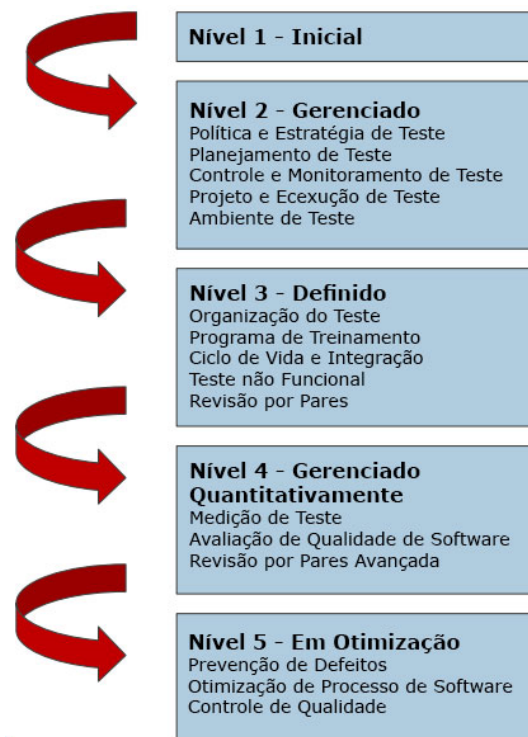 Nível 1 - Inicial
Nível 2 - Gerenciado
Política e Estratégia de Teste
Planejamento de Teste
Controle e Monitoramento de Teste
Projeto e Ecexução de Teste
Ambiente de Teste
Nível 3 - Definido
Organização do Teste
Programa de Treinamento
Ciclo de Vida e Integração
Teste não Funcional
Revisão por Pares
Nível 4 - Gerenciado
Quantitativamente
Medição de Teste
Avaliação de Qualidade de Software
Revisão por Pares Avançada
Nível 5 - Em Otimização
Prevenção de Defeitos
Otimização de Processo de Software
Controle de Qualidade